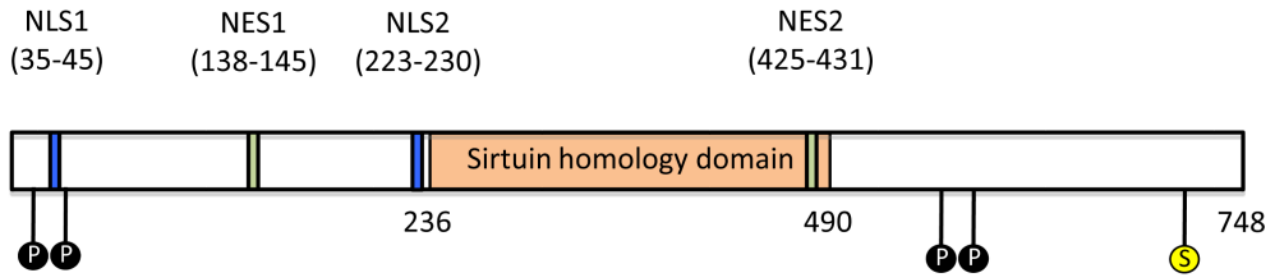 NLS1 NES1 NLS2 NES2
(35-45) (138-145) (223-230) (425-431)
Sirtuin homology domain
236 490 748
P P P P S